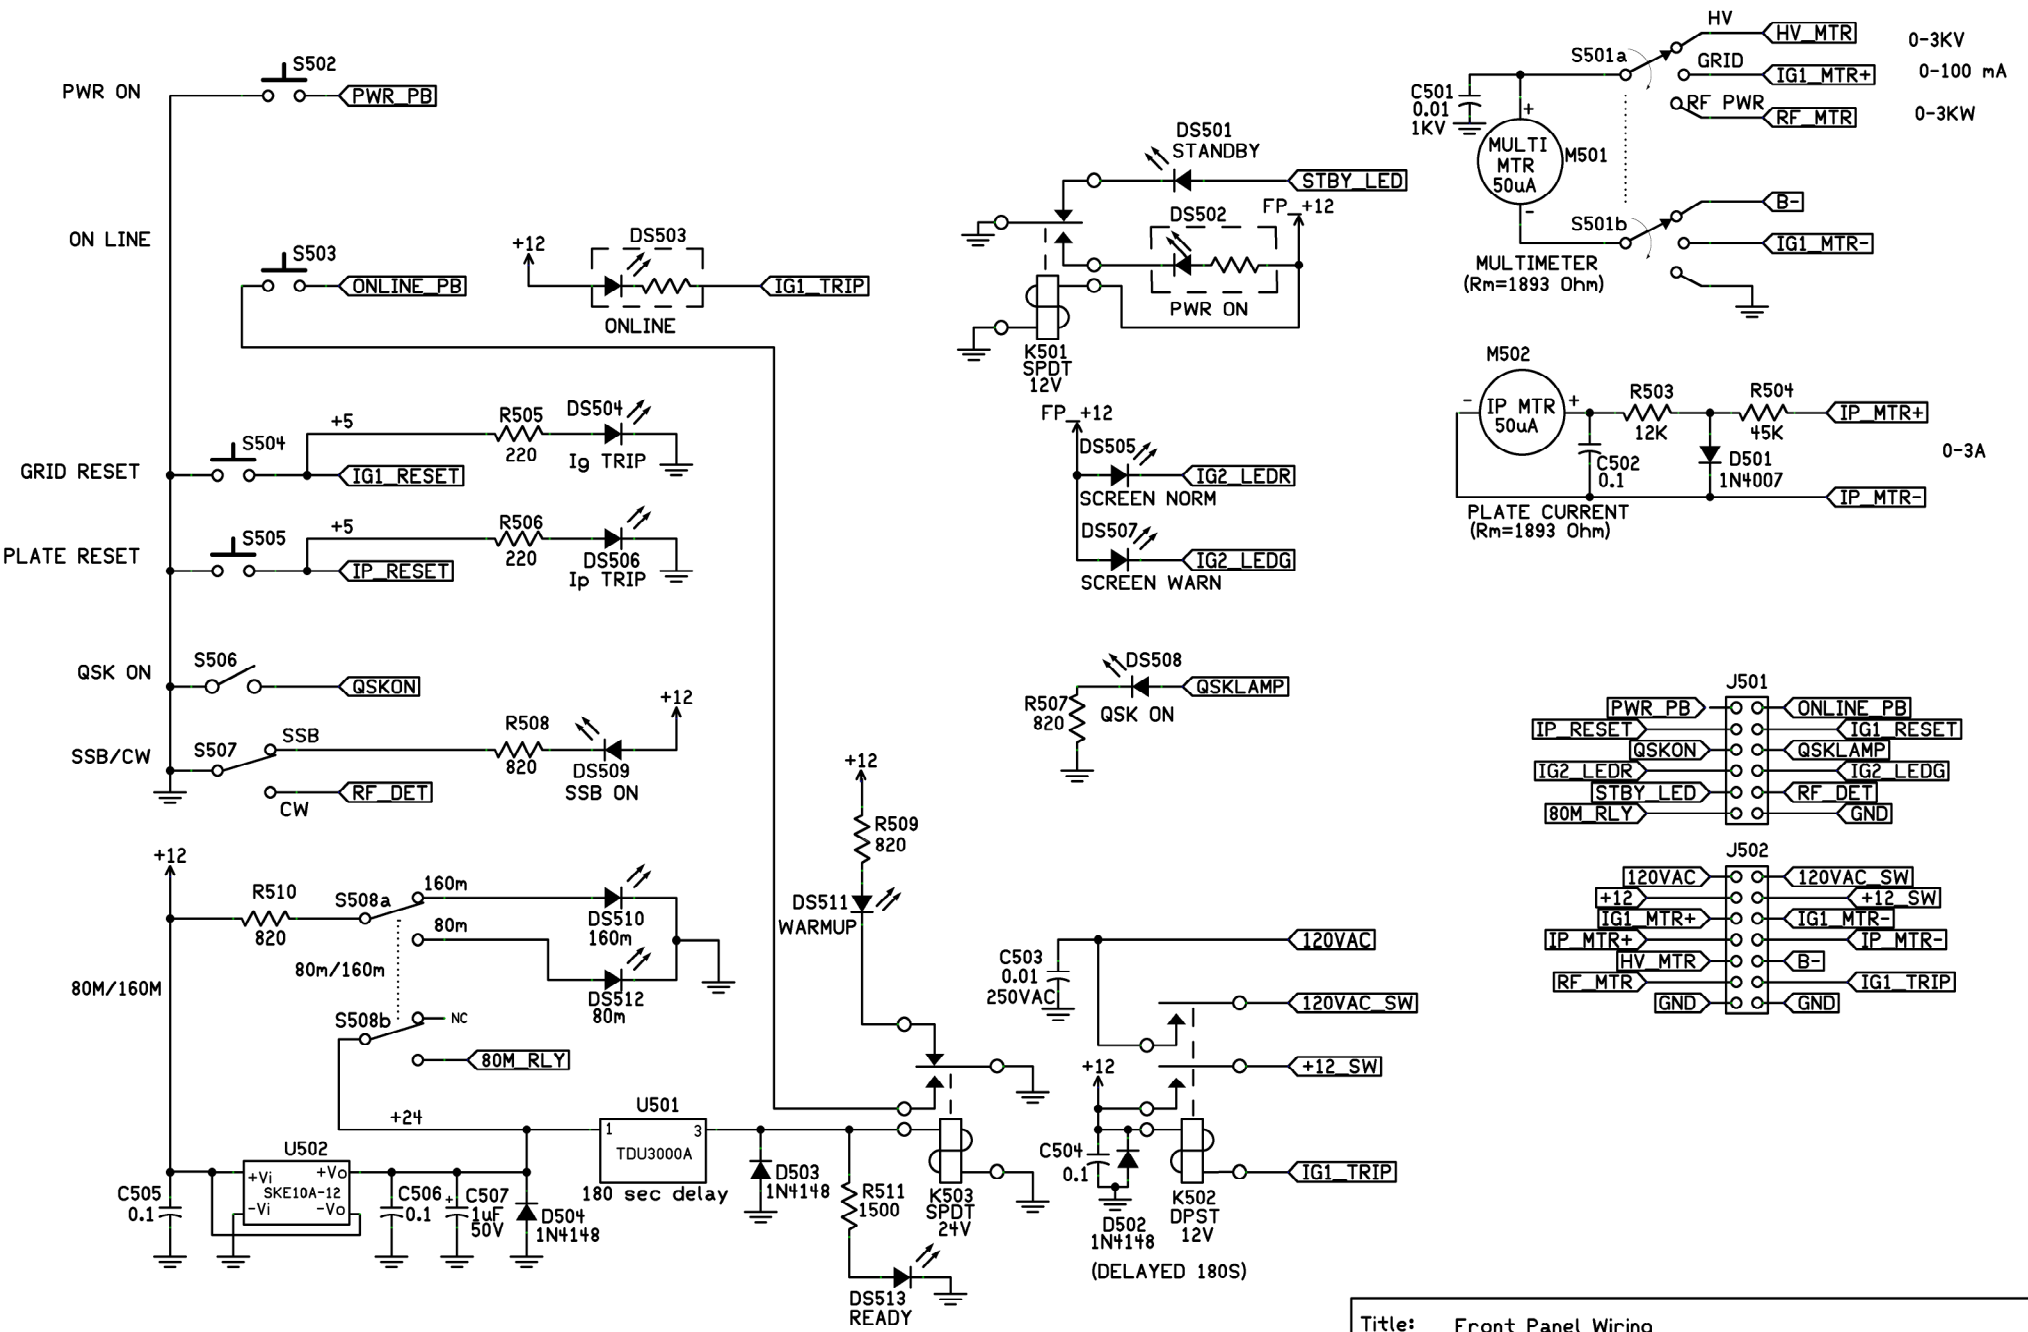 PWR ON
S502
PWR_PB
ON LINE
S503
ONLINE_PB
+12
DS503
ONLINE
IG1_TRIP
GRID RESET
S504
+5
IG1_RESET
R505
220
DS504
Ig TRIP
PLATE RESET
S505
+5
IP_RESET
R506
220
DS506
Ip TRIP
QSK ON
S506
QSKON
SSB/CW
S507
SSB
CW
RF_DET
R508
820
DS509
SSB ON
+12
+12
R510
820
S508a
160m
80m
80m/160m
DS510
160m
DS512
80m
80M/160M
S508b
NC
80M_RLY
+24
U501
1
3
TDU3000A
180 sec delay
U502
+Vi
+Vo
SKE10A-12
-Vi
-Vo
C505
0.1
C506
0.1
+
C507
1uF
50V
D504
1N4148
D503
1N4148
R511
1500
DS513
READY
K503
SPDT
24V
+12
R509
820
DS511
WARMUP
DS501
STANDBY
STBY_LED
DS502
FP_+12
PWR ON
K501
SPDT
12V
FP_+12
DS505
IG2_LEDR
SCREEN NORM
DS507
IG2_LEDG
SCREEN WARN
DS508
QSKLAMP
R507
820
QSK ON
C503
0.01
250VAC
120VAC
120VAC_SW
+12
+12_SW
C504
0.1
IG1_TRIP
D502
1N4148
K502
DPST
12V
(DELAYED 180S)
HV
HV_MTR
0-3KV
S501a
GRID
IG1_MTR+
0-100 mA
RF PWR
RF_MTR
0-3KW
C501
0.01
1KV
+
MULTI
MTR
50uA
M501
-
B-
S501b
IG1_MTR-
MULTIMETER
(Rm=1893 Ohm)
M502
-
IP MTR
50uA
+
R503
12K
R504
45K
IP_MTR+
C502
0.1
D501
1N4007
0-3A
IP_MTR-
PLATE CURRENT
(Rm=1893 Ohm)
J501
PWR_PB
ONLINE_PB
IP_RESET
IG1_RESET
QSKON
QSKLAMP
IG2_LEDR
IG2_LEDG
STBY_LED
RF_DET
80M_RLY
GND
J502
120VAC
120VAC_SW
+12
+12_SW
IG1_MTR+
IG1_MTR-
IP_MTR+
IP_MTR-
HV_MTR
B-
RF_MTR
IG1_TRIP
GND
GND
Title: Front Panel Wiring